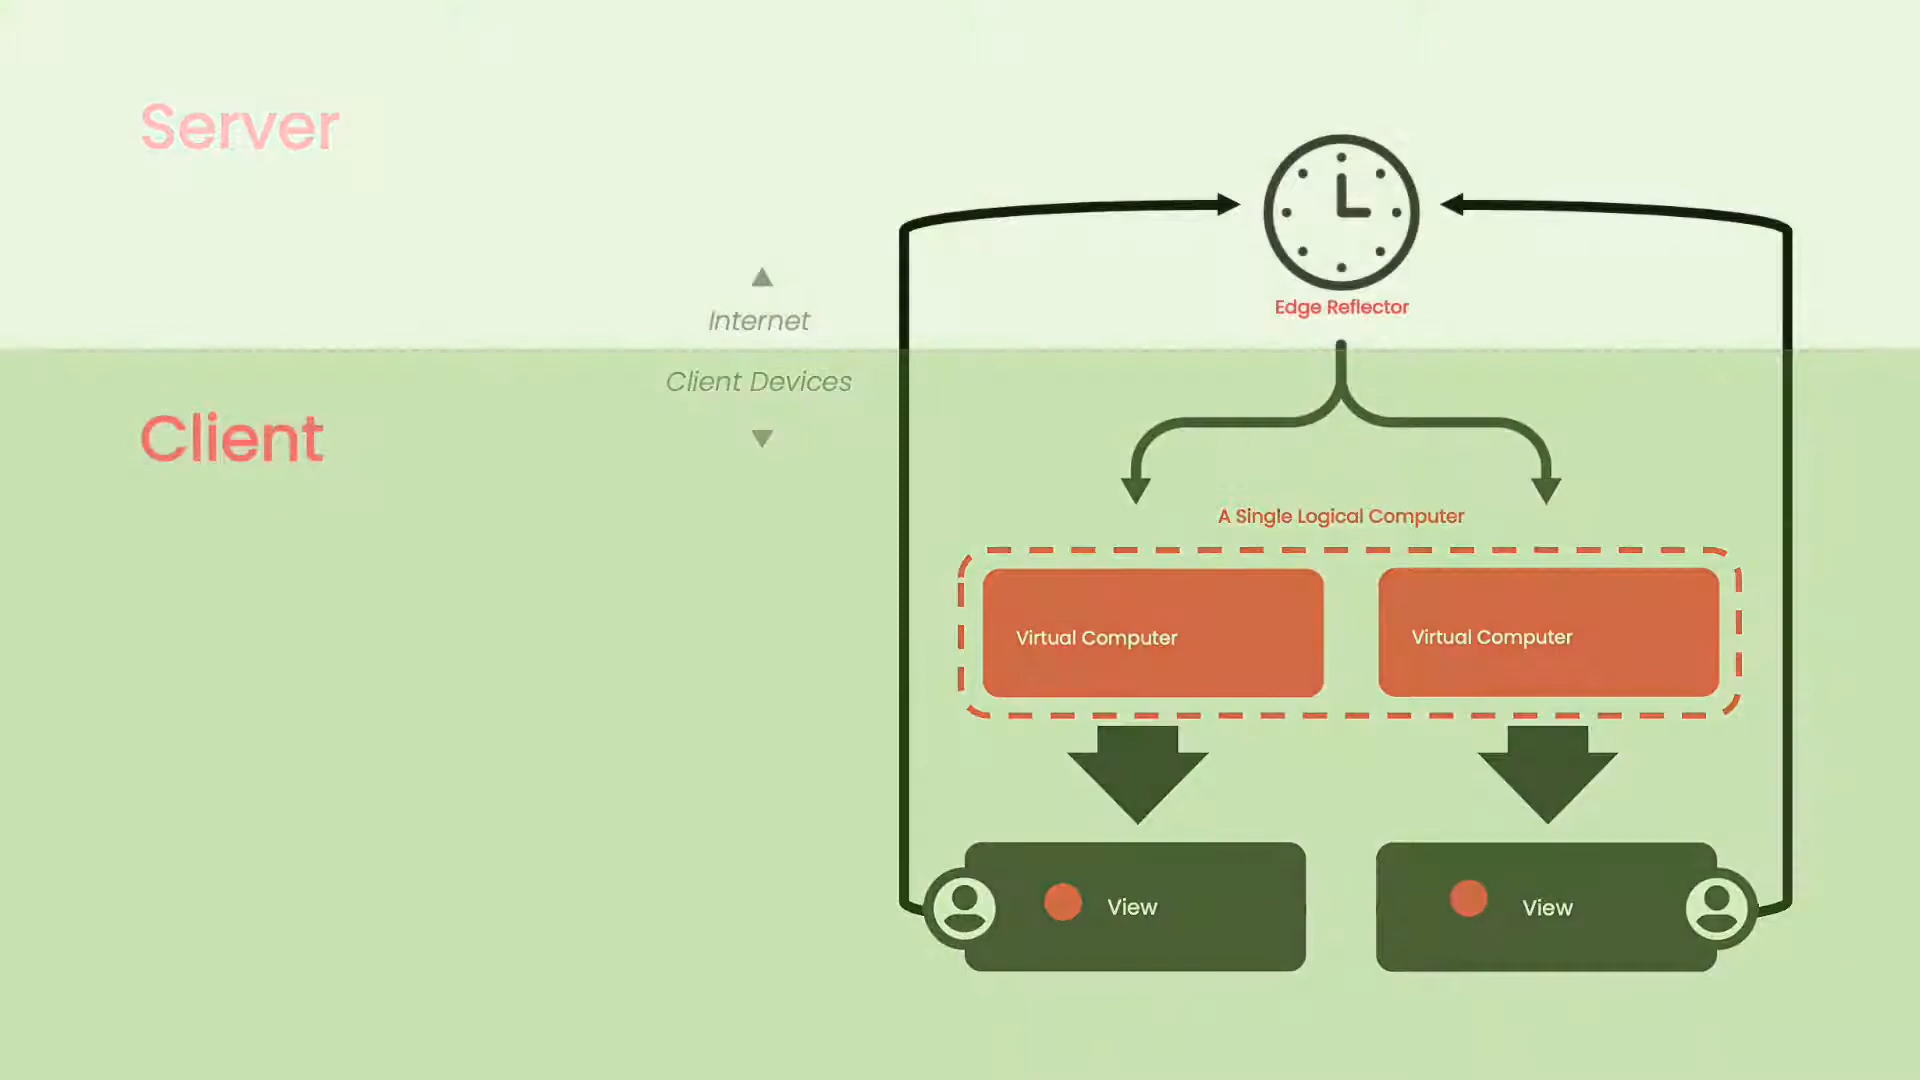 Server
Internet
Client Devices
Client
Edge Reflector
A Single Logical Computer
Virtual Computer
Virtual Computer
View
View